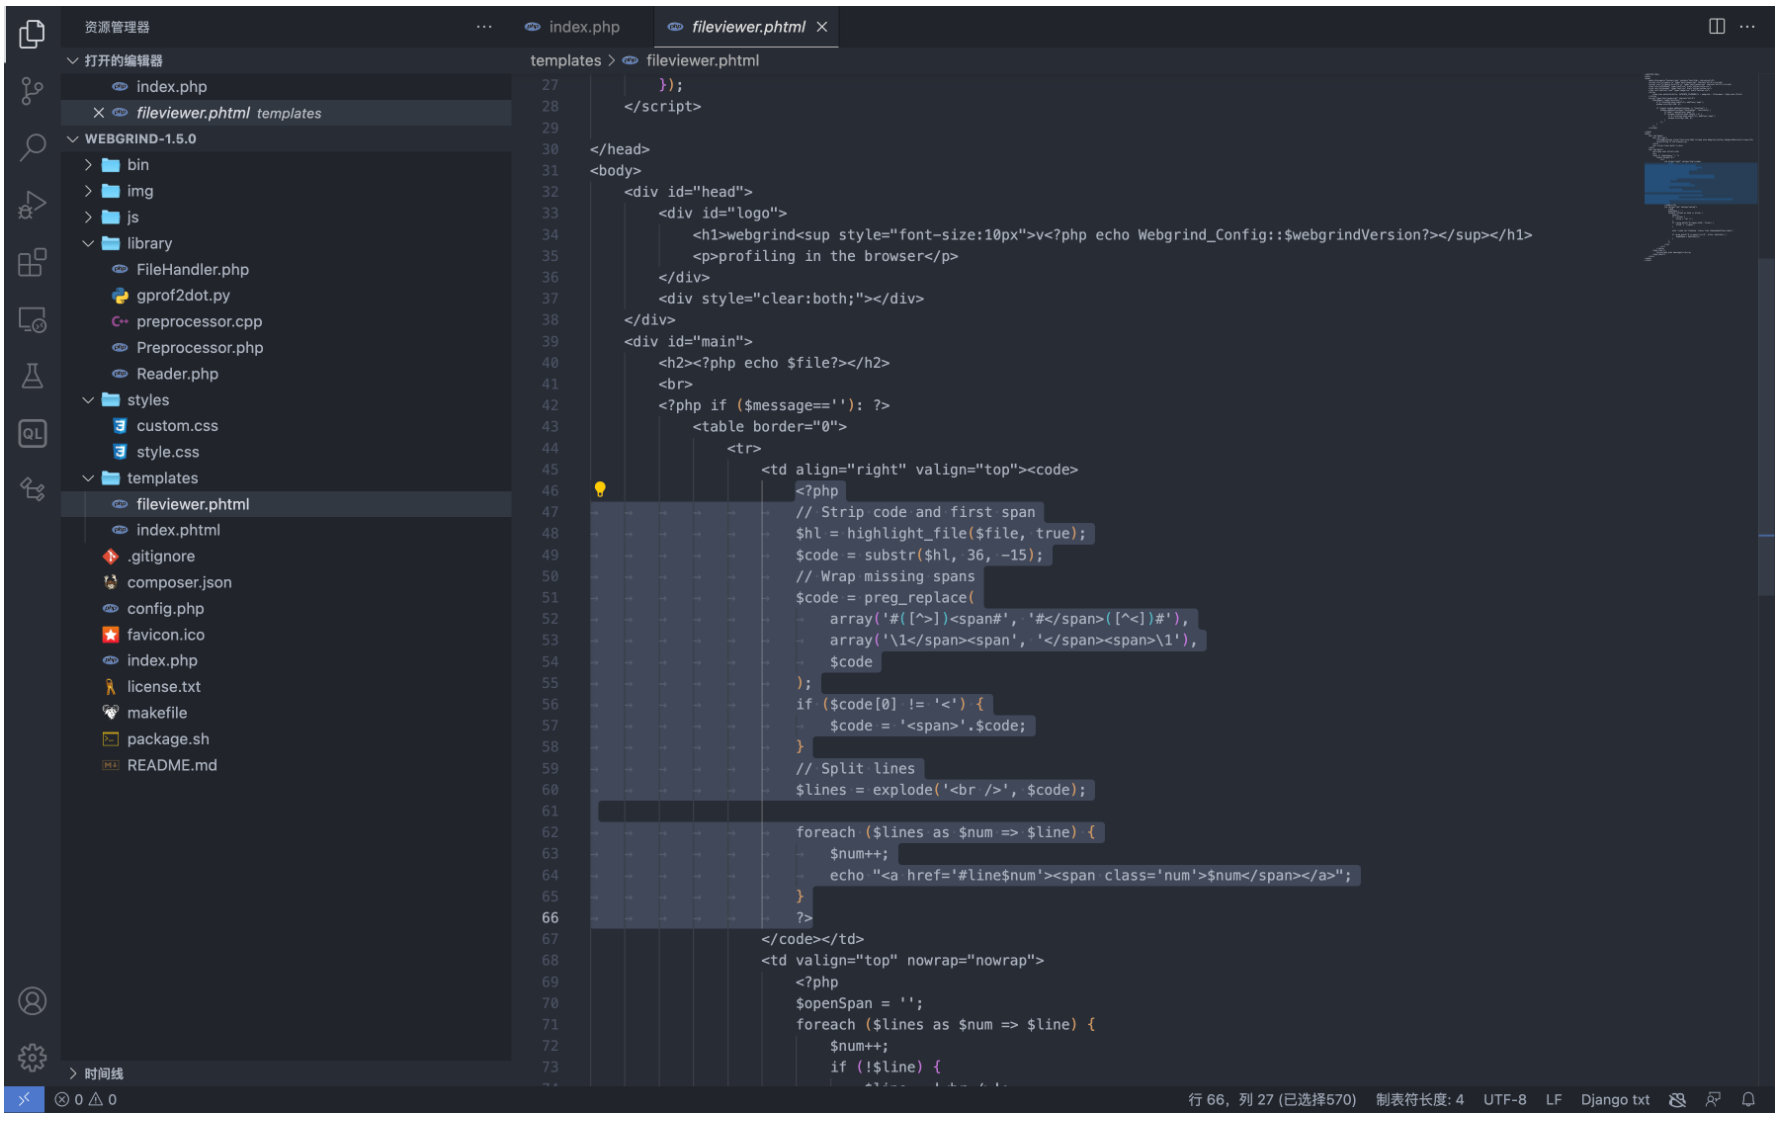 资源管理器
打开的编辑器
index.php
fileviewer.phtml templates
WEBGRIND-1.5.0
bin
img
js
library
FileHandler.php
gprof2dot.py
preprocessor.cpp
Preprocessor.php
Reader.php
styles
custom.css
style.css
templates
fileviewer.phtml
index.phtml
.gitignore
composer.json
config.php
favicon.ico
index.php
license.txt
makefile
package.sh
README.md
时间线
index.php
fileviewer.phtml
templates > fileviewer.phtml
27 });
28 </script>
29
30 </head>
31 <body>
32 <div id="head">
33 <div id="logo">
34 <h1>webgrind<sup style="font-size:10px">v<?php echo Webgrind_Config::$webgrindVersion?></sup></h1>
35 <p>profiling in the browser</p>
36 </div>
37 <div style="clear:both;"></div>
38 </div>
39 <div id="main">
40 <h2><?php echo $file?></h2>
41 <br>
42 <?php if ($message==''): ?>
43 <table border="0">
44 <tr>
45 <td align="right" valign="top"><code>
46 <?php
47 // Strip code and first span
48 $hl = highlight_file($file, true);
49 $code = substr($hl, 36, -15);
50 // Wrap missing spans
51 $code = preg_replace(
52 array('#([^>])<span#', '#</span>([^<])#'),
53 array('\1</span><span', '</span><span>\1'),
54 $code
55 );
56 if ($code[0] != '<') {
57 $code = '<span>'.$code;
58 }
59 // Split lines
60 $lines = explode('<br />', $code);
61
62 foreach ($lines as $num => $line) {
63 $num++;
64 echo "<a href='#line$num'><span class='num'>$num</span></a>";
65 }
66 ?>
67 </code></td>
68 <td valign="top" nowrap="nowrap">
69 <?php
70 $openSpan = '';
71 foreach ($lines as $num => $line) {
72 $num++;
73 if (!$line) {
0 0
行 66，列 27 (已选择570) 制表符长度: 4 UTF-8 LF Django txt